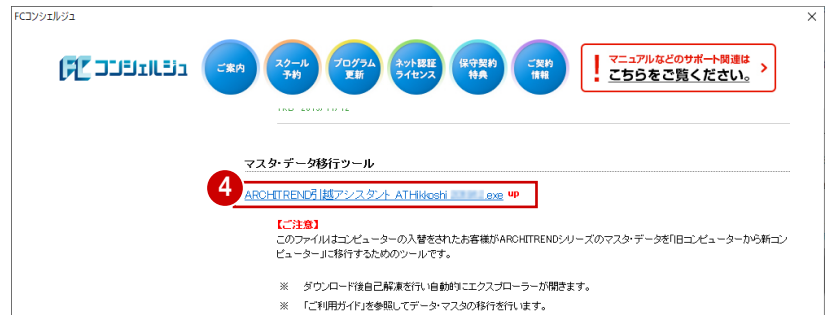 FCコンシェルジュ
×
FC コンシェルジュ
ご案内
スクール
予約
プログラム
更新
ネット認証
ライセンス
保守契約
特典
ご契約
情報
! マニュアルなどのサポート関連は
こちらをご覧ください。 >
マスタ・データ移行ツール
4
ARCHITREND引越アシスタント ATHikkoshi .exe up
【ご注意】
このファイルはコンピューターの入替をされたお客様がARCHITRENDシリーズのマスタ・データを「旧コンピューターから新コン
ピューター」に移行するためのツールです。
※ ダウンロード後自己解凍を行い自動的にエクスプローラーが開きます。
※ 「ご利用ガイド」を参照してデータ・マスタの移行を行います。